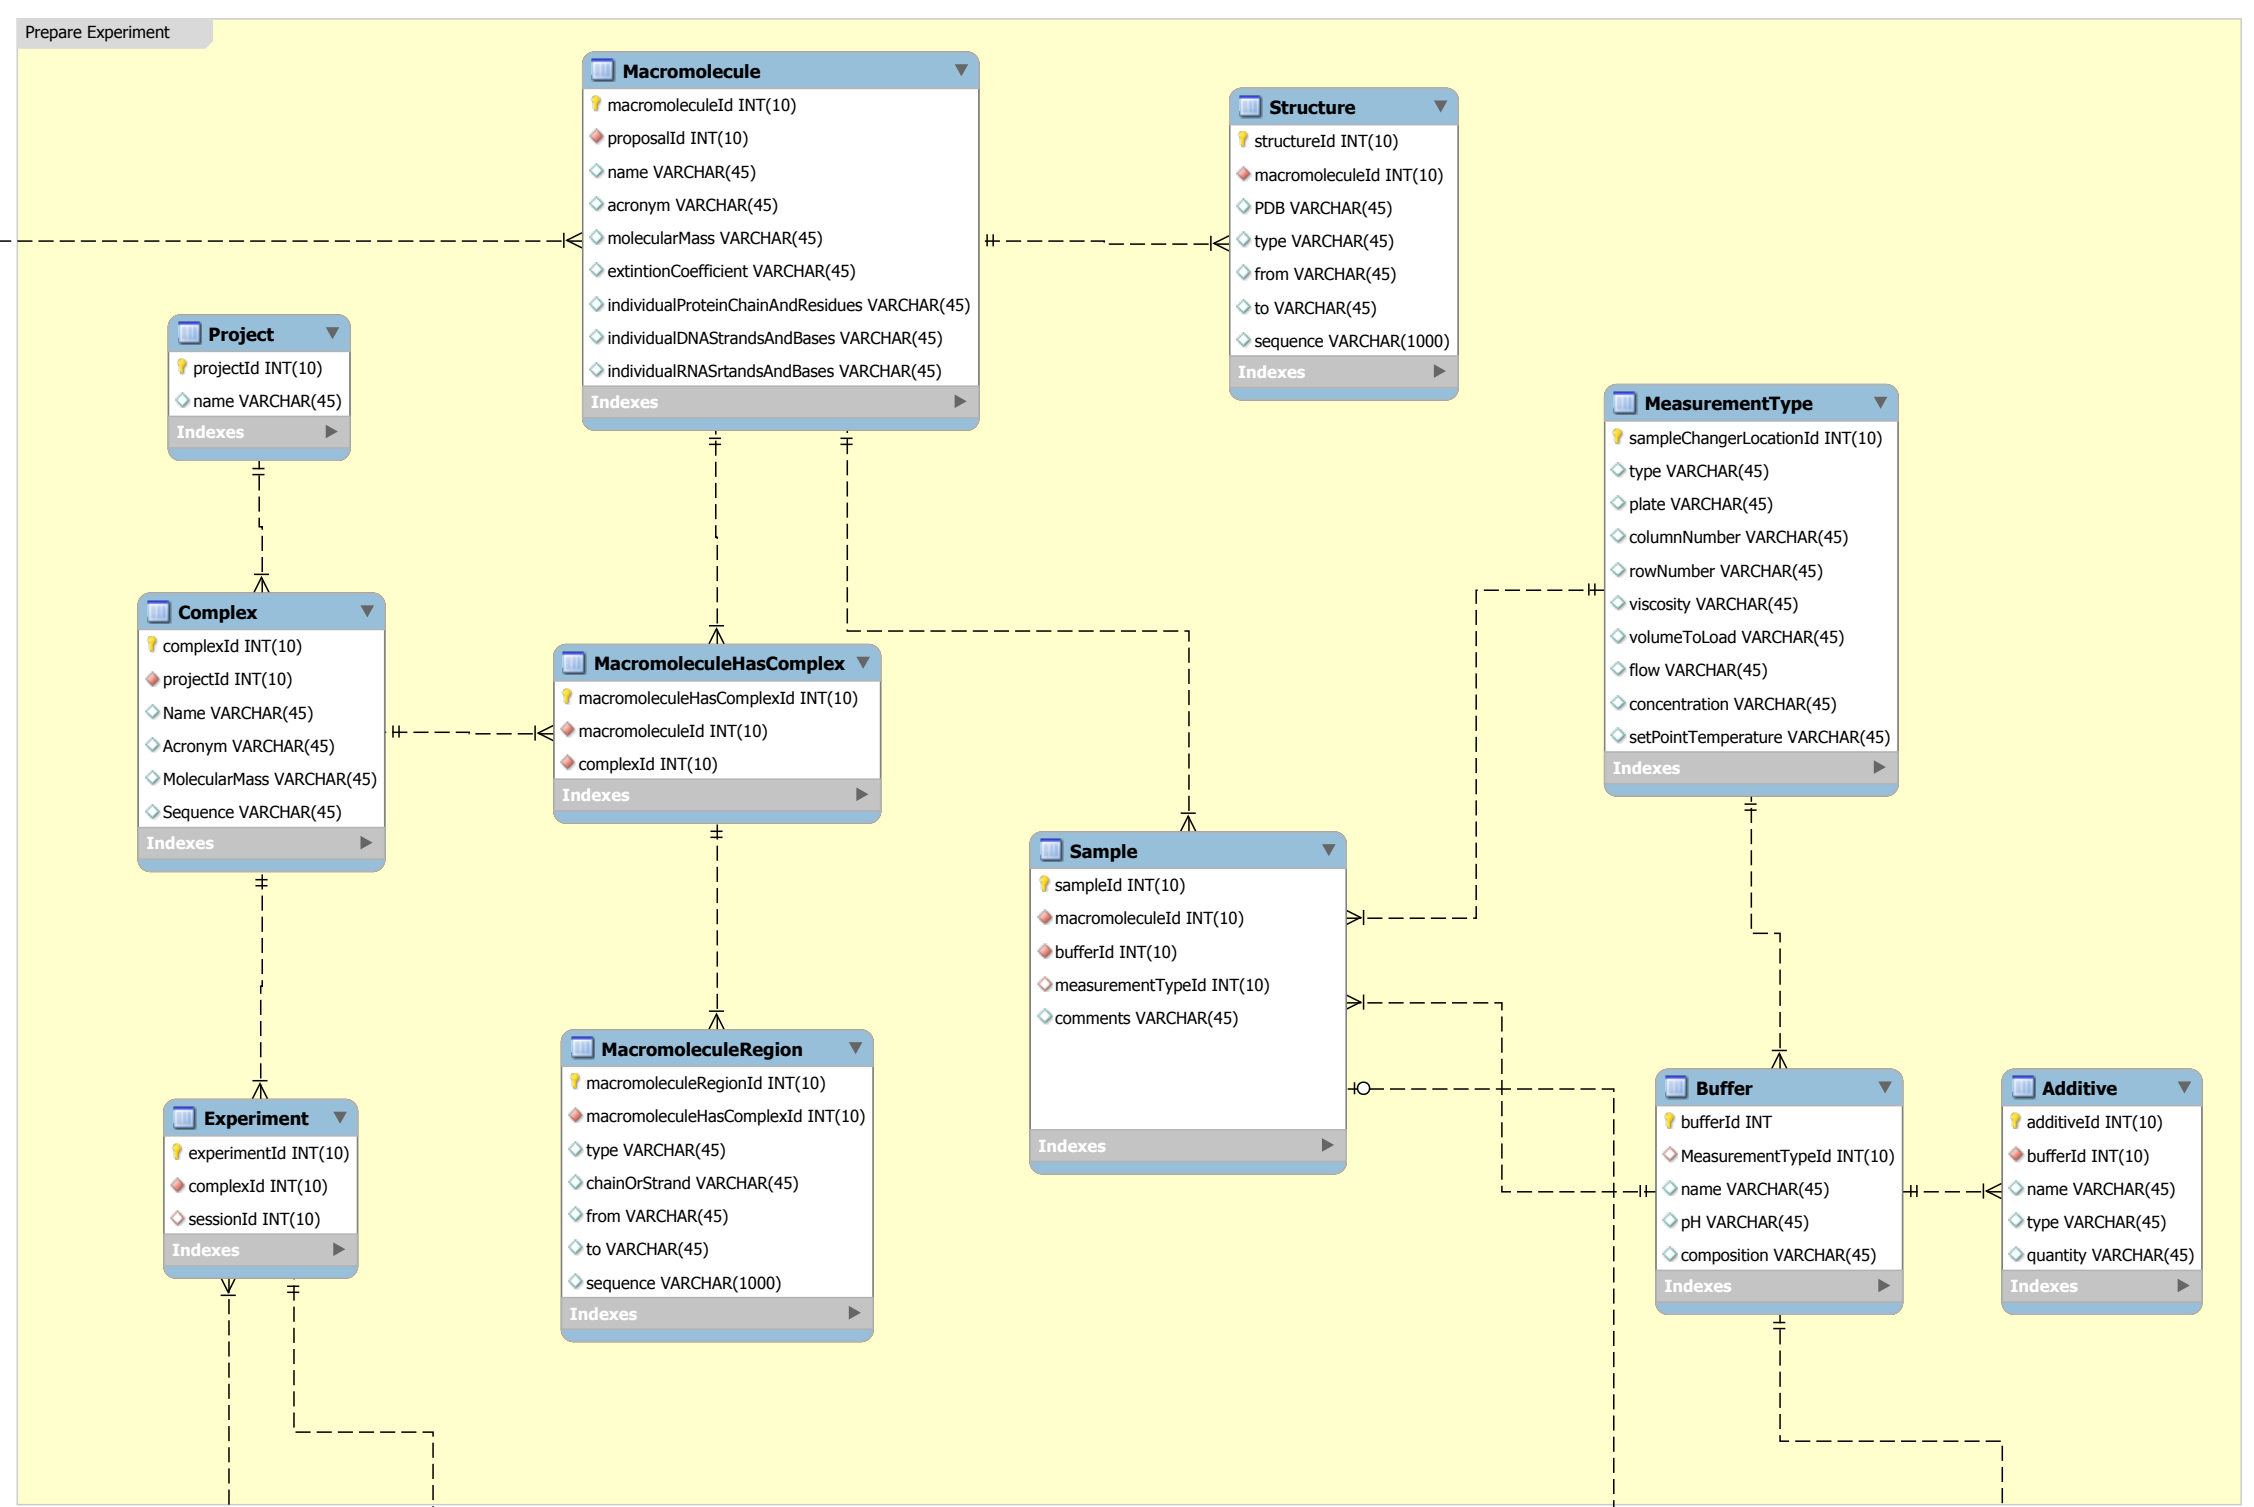 Prepare Experiment
Macromolecule
macromoleculeId INT(10)
proposalId INT(10)
name VARCHAR(45)
acronym VARCHAR(45)
molecularMass VARCHAR(45)
extintionCoefficient VARCHAR(45)
individualProteinChainAndResidues VARCHAR(45)
individualDNAStrandsAndBases VARCHAR(45)
individualRNASrtandsAndBases VARCHAR(45)
Indexes
Structure
structureId INT(10)
macromoleculeId INT(10)
PDB VARCHAR(45)
type VARCHAR(45)
from VARCHAR(45)
to VARCHAR(45)
sequence VARCHAR(1000)
Indexes
Project
projectId INT(10)
name VARCHAR(45)
Indexes
MeasurementType
sampleChangerLocationId INT(10)
type VARCHAR(45)
plate VARCHAR(45)
columnNumber VARCHAR(45)
rowNumber VARCHAR(45)
viscosity VARCHAR(45)
volumeToLoad VARCHAR(45)
flow VARCHAR(45)
concentration VARCHAR(45)
setPointTemperature VARCHAR(45)
Indexes
Complex
complexId INT(10)
projectId INT(10)
Name VARCHAR(45)
Acronym VARCHAR(45)
MolecularMass VARCHAR(45)
Sequence VARCHAR(45)
Indexes
MacromoleculeHasComplex
macromoleculeHasComplexId INT(10)
macromoleculeId INT(10)
complexId INT(10)
Indexes
Sample
sampleId INT(10)
macromoleculeId INT(10)
bufferId INT(10)
measurementTypeId INT(10)
comments VARCHAR(45)
Indexes
MacromoleculeRegion
macromoleculeRegionId INT(10)
macromoleculeHasComplexId INT(10)
type VARCHAR(45)
chainOrStrand VARCHAR(45)
from VARCHAR(45)
to VARCHAR(45)
sequence VARCHAR(1000)
Indexes
Experiment
experimentId INT(10)
complexId INT(10)
sessionId INT(10)
Indexes
Buffer
bufferId INT
MeasurementTypeId INT(10)
name VARCHAR(45)
pH VARCHAR(45)
composition VARCHAR(45)
Indexes
Additive
additiveId INT(10)
bufferId INT(10)
name VARCHAR(45)
type VARCHAR(45)
quantity VARCHAR(45)
Indexes